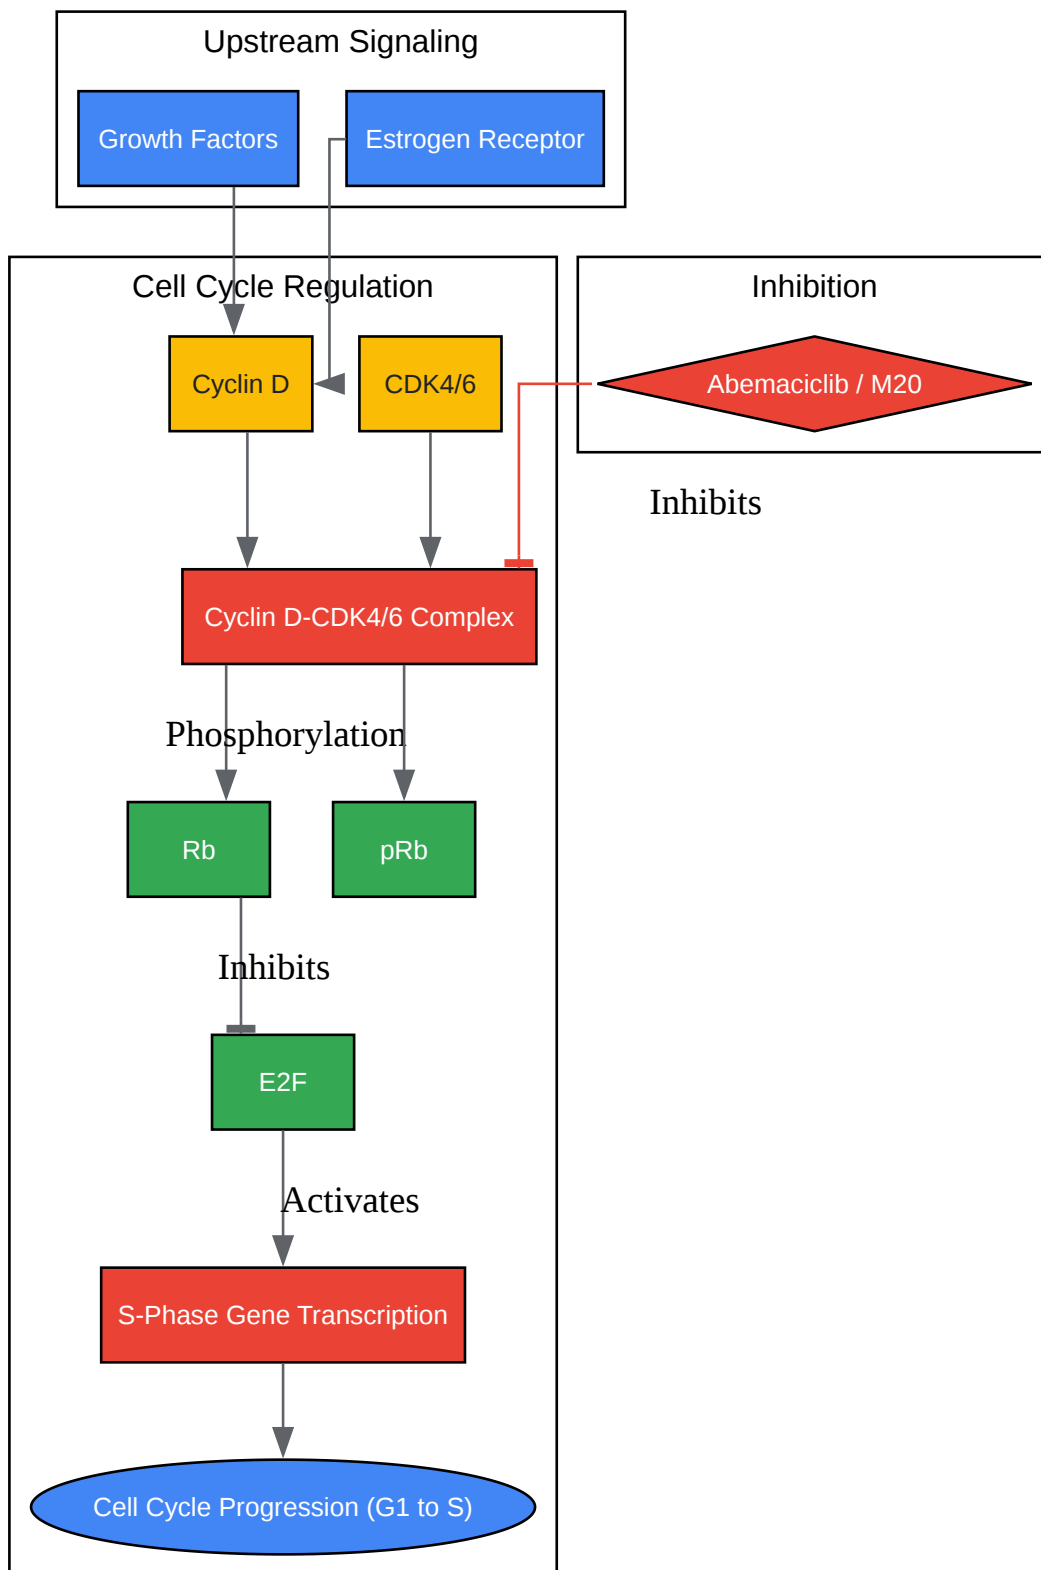 Upstream Signaling
Growth Factors
Estrogen Receptor
Cell Cycle Regulation
Inhibition
Cyclin D
CDK4/6
Abemaciclib / M20
Inhibits
Cyclin D-CDK4/6 Complex
Phosphorylation
Rb
pRb
Inhibits
E2F
Activates
S-Phase Gene Transcription
Cell Cycle Progression (G1 to S)